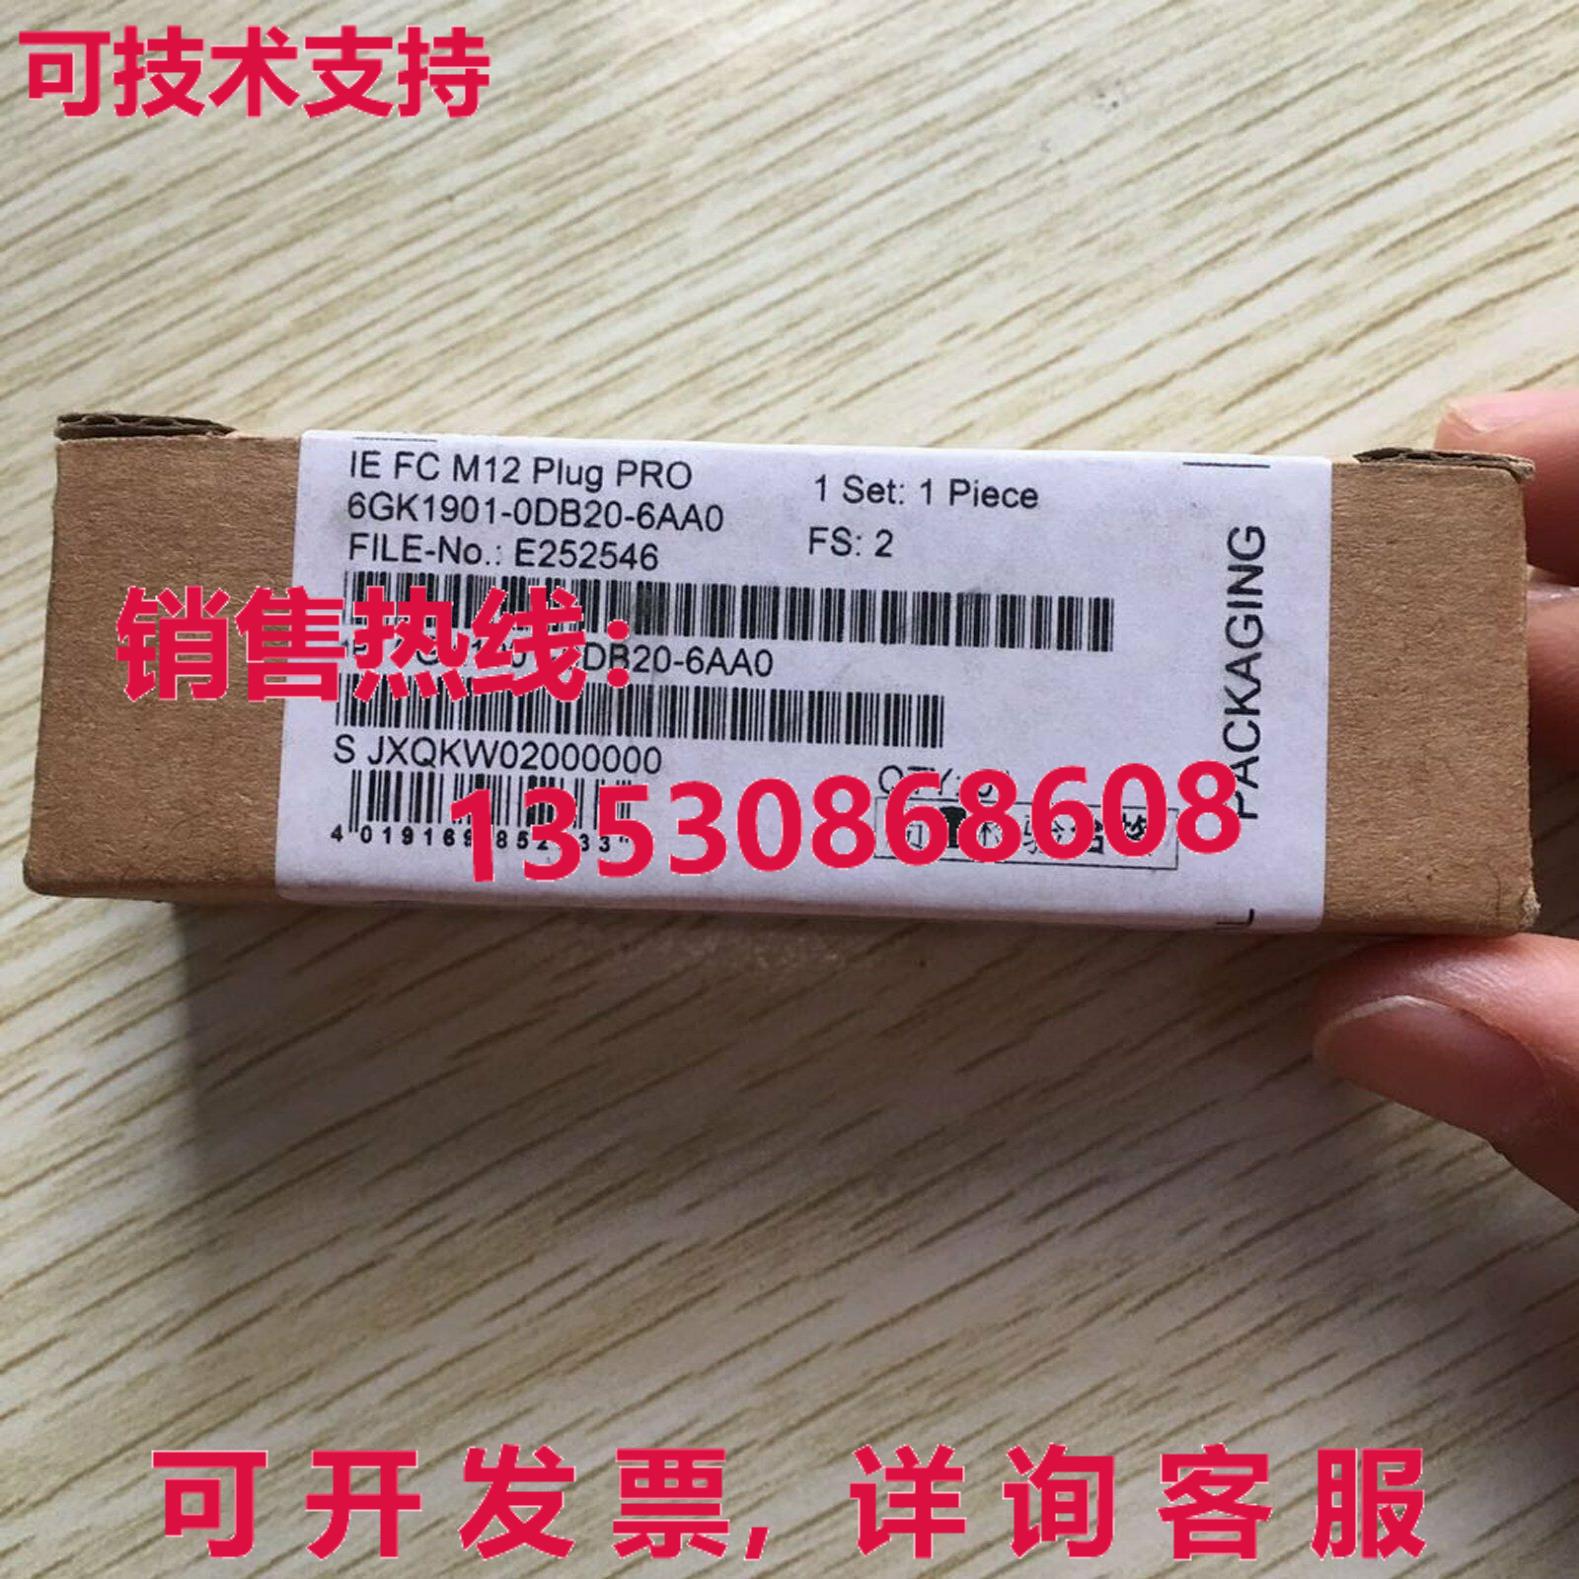 可技术支持
IE FC M12 Plug PRO
6GK1901-0DB20-6AA0
FILE-No.: E252546
1 Set: 1 Piece
FS: 2
PACKAGING
销售热线:
DB20-6AA0
S JXQKW02000000
13530868608
可开发票,详询客服